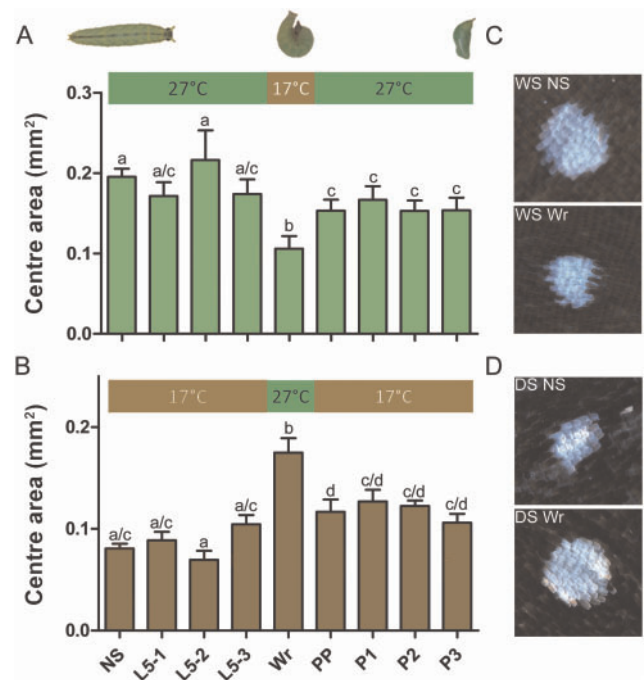 A
C
27°C 17°C 27°C
0.3
0.2
0.1
0.0
Centre area (mm²)
a
a/c
a
a/c
b
c
c
c
c
WS NS
WS Wr
B
D
17°C 27°C 17°C
0.2
0.1
0.0
Centre area (mm²)
a/c
a/c
a
a/c
b
d
c/d
c/d
c/d
NS
L5-1
L5-2
L5-3
Wr
PP
P1
P2
P3
DS NS
DS Wr